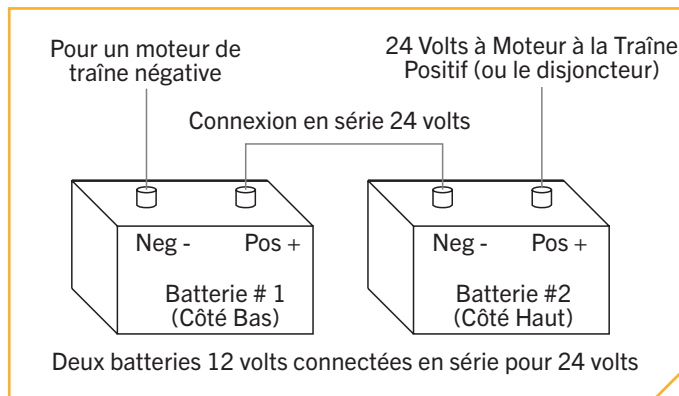 Pour un moteur de
traîne négative
24 Volts à Moteur à la Traîne
Positif (ou le disjoncteur)
Connexion en série 24 volts
Neg - Pos +
Batterie # 1
(Côté Bas)
Neg - Pos +
Batterie #2
(Côté Haut)
Deux batteries 12 volts connectées en série pour 24 volts